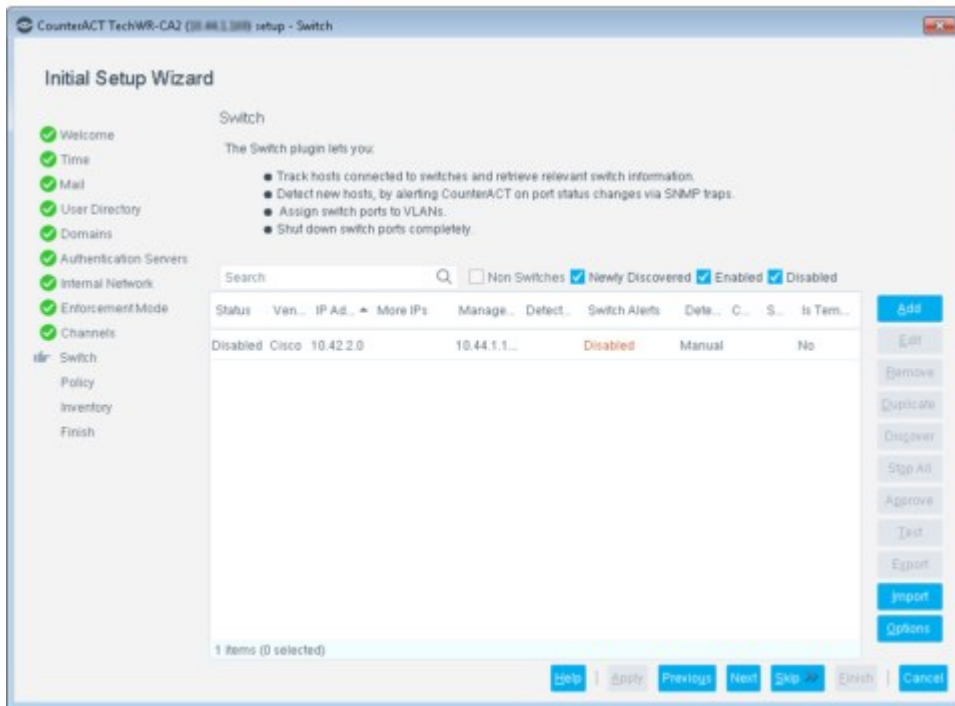 CounterACT TechWR-CA2 ( ) setup - Switch
Initial Setup Wizard
Welcome
Time
Mail
User Directory
Domains
Authentication Servers
Internal Network
Enforcement Mode
Channels
Switch
Policy
Inventory
Finish
Switch
The Switch plugin lets you:
Track hosts connected to switches and retrieve relevant switch information.
Detect new hosts, by alerting CounterACT on port status changes via SNMP traps.
Assign switch ports to VLANs.
Shut down switch ports completely.
Search Non Switches Newly Discovered Enabled Disabled
Status Ven... IP Ad... More IPs Manage... Detect... Switch Alerts Dete... C... S... Is Tem...
Disabled Cisco 10.42.2.0 10.44.1.1... Disabled Manual No
1 items (0 selected)
Add
Edit
Remove
Duplicate
Discover
Stop All
Approve
Test
Export
Import
Options
Help Apply Previous Next Skip Finish Cancel